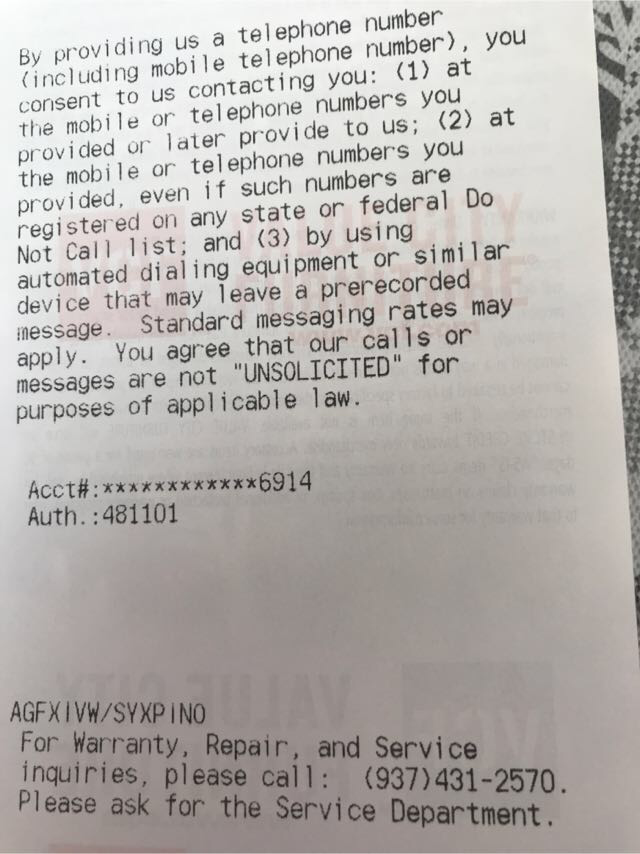 By providing us a telephone number
(including mobile telephone number), you
consent to us contacting you: (1) at
the mobile or telephone numbers you
provided or later provide to us; (2) at
the mobile or telephone numbers you
provided, even if such numbers are
registered on any state or federal Do
Not Call list; and (3) by using
automated dialing equipment or similar
device that may leave a prerecorded
message. Standard messaging rates may
apply. You agree that our calls or
messages are not "UNSOLICITED" for
purposes of applicable law.
Acct#:************6914
Auth.:481101
VALUE CITY
AGFXIVW/SYXPINO
For Warranty, Repair, and Service
inquiries, please call: (937)431-2570.
Please ask for the Service Department.